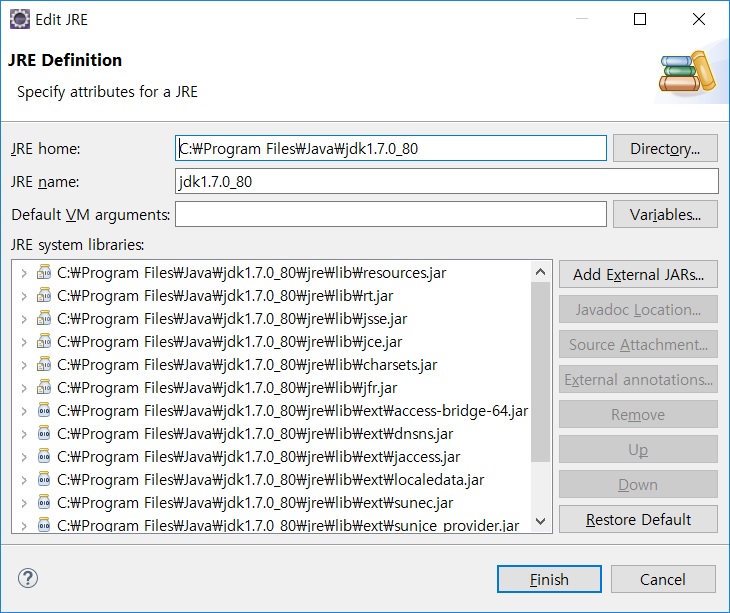 Edit JRE
JRE Definition
Specify attributes for a JRE
JRE home:
C:₩Program Files₩Java₩jdk1.7.0_80
Directory...
JRE name:
jdk1.7.0_80
Default VM arguments:
Variables...
JRE system libraries:
C:₩Program Files₩Java₩jdk1.7.0_80₩jre₩lib₩resources.jar
C:₩Program Files₩Java₩jdk1.7.0_80₩jre₩lib₩rt.jar
C:₩Program Files₩Java₩jdk1.7.0_80₩jre₩lib₩jsse.jar
C:₩Program Files₩Java₩jdk1.7.0_80₩jre₩lib₩jce.jar
C:₩Program Files₩Java₩jdk1.7.0_80₩jre₩lib₩charsets.jar
C:₩Program Files₩Java₩jdk1.7.0_80₩jre₩lib₩jfr.jar
C:₩Program Files₩Java₩jdk1.7.0_80₩jre₩lib₩ext₩access-bridge-64.jar
C:₩Program Files₩Java₩jdk1.7.0_80₩jre₩lib₩ext₩dnsns.jar
C:₩Program Files₩Java₩jdk1.7.0_80₩jre₩lib₩ext₩jaccess.jar
C:₩Program Files₩Java₩jdk1.7.0_80₩jre₩lib₩ext₩localedata.jar
C:₩Program Files₩Java₩jdk1.7.0_80₩jre₩lib₩ext₩sunec.jar
C:₩Program Files₩Java₩jdk1.7.0_80₩jre₩lib₩ext₩sunjce_provider.jar
Add External JARs...
Javadoc Location...
Source Attachment...
External annotations...
Remove
Up
Down
Restore Default
?
Finish
Cancel